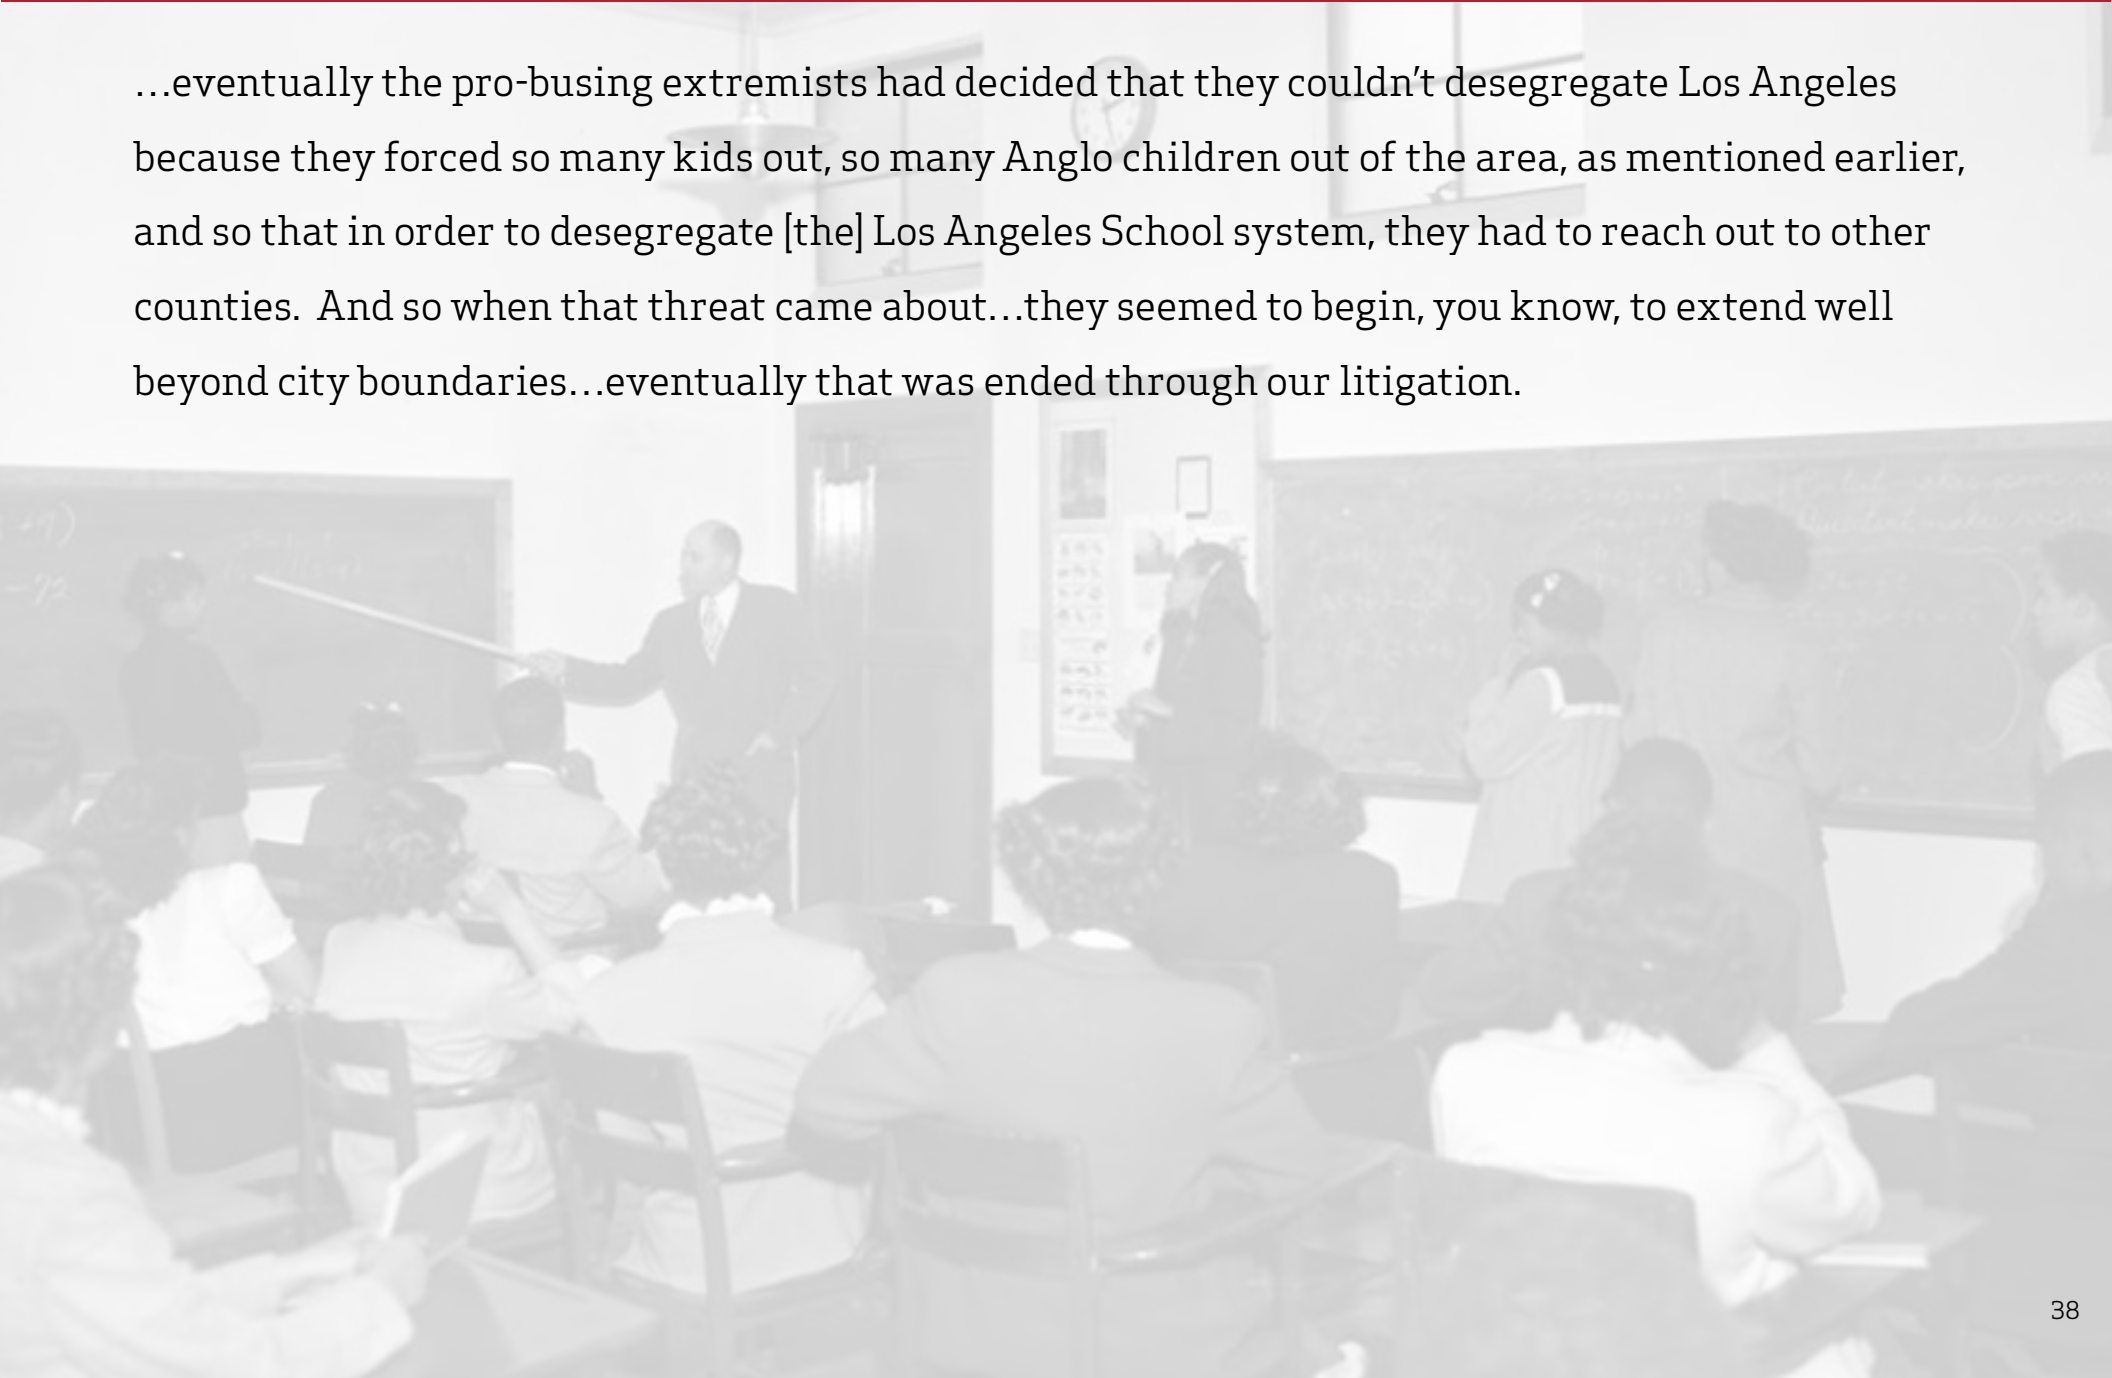 …eventually the pro-busing extremists had decided that they couldn’t desegregate Los Angeles
because they forced so many kids out, so many Anglo children out of the area, as mentioned earlier,
and so that in order to desegregate [the] Los Angeles School system, they had to reach out to other
counties.  And so when that threat came about…they seemed to begin, you know, to extend well
beyond city boundaries…eventually that was ended through our litigation.
38